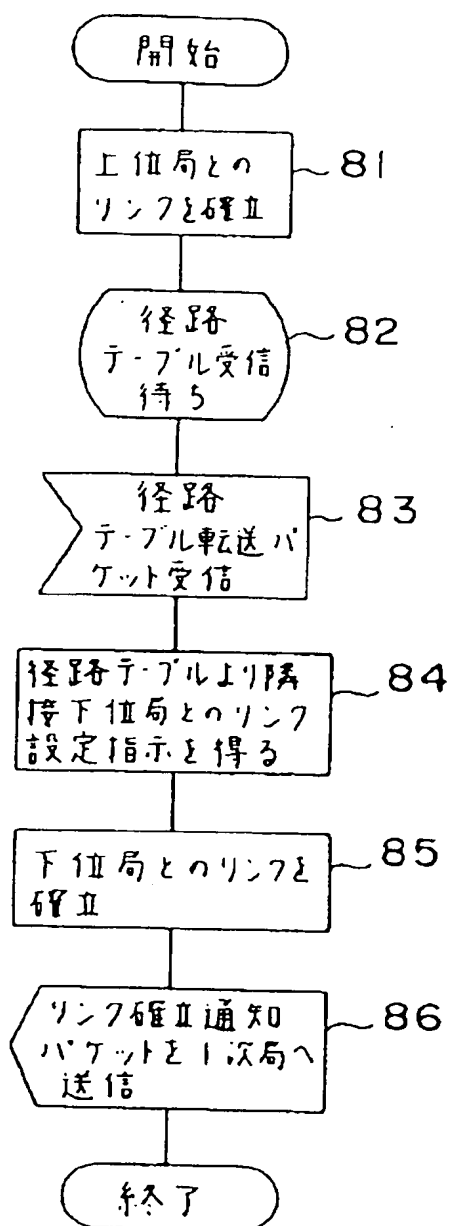 開始
上位局との
リンクを確立
81
径路
テーブル受信
待ち
82
径路
テーブル転送パ
ケット受信
83
径路テーブルより隣
接下位局とのリンク
設定指示を得る
84
下位局とのリンクを
確立
85
リンク確立通知
パケットを1次局へ
送信
86
終了